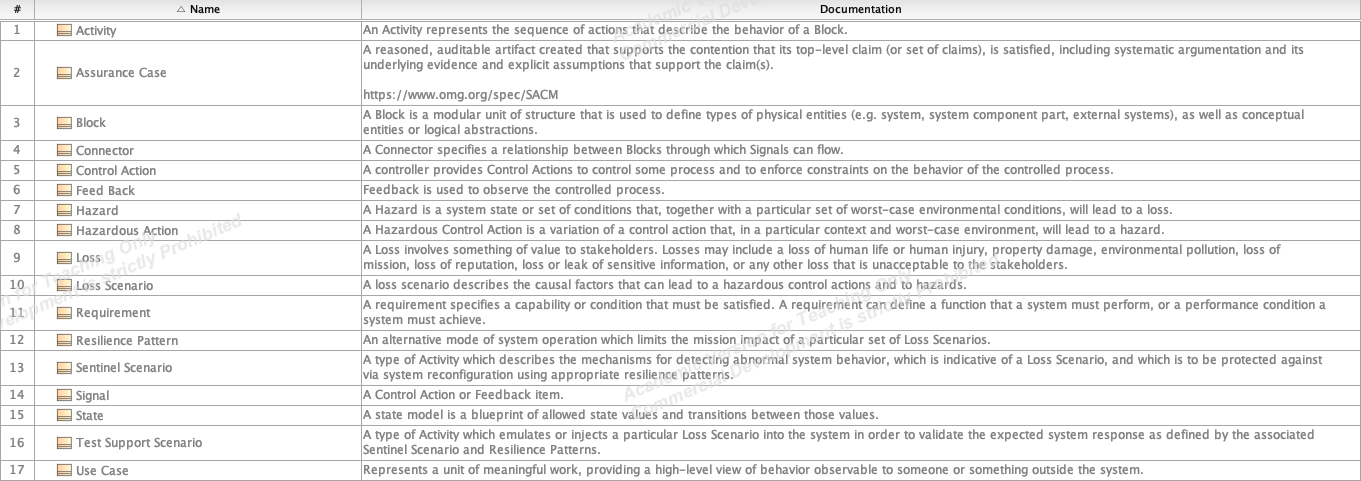 # Name Documentation
1 Activity An Activity represents the sequence of actions that describe the behavior of a Block.
2 Assurance Case A reasoned, auditable artifact created that supports the contention that its top-level claim (or set of claims), is satisfied, including systematic argumentation and its
underlying evidence and explicit assumptions that support the claim(s).
https://www.omg.org/spec/SACM
3 Block A Block is a modular unit of structure that is used to define types of physical entities (e.g. system, system component part, external systems), as well as conceptual
entities or logical abstractions.
4 Connector A Connector specifies a relationship between Blocks through which Signals can flow.
5 Control Action A controller provides Control Actions to control some process and to enforce constraints on the behavior of the controlled process.
6 Feed Back Feedback is used to observe the controlled process.
7 Hazard A Hazard is a system state or set of conditions that, together with a particular set of worst-case environmental conditions, will lead to a loss.
8 Hazardous Action A Hazardous Control Action is a variation of a control action that, in a particular context and worst-case environment, will lead to a hazard.
9 Loss A Loss involves something of value to stakeholders. Losses may include a loss of human life or human injury, property damage, environmental pollution, loss of
mission, loss of reputation, loss or leak of sensitive information, or any other loss that is unacceptable to the stakeholders.
10 Loss Scenario A loss scenario describes the causal factors that can lead to a hazardous control actions and to hazards.
11 Requirement A requirement specifies a capability or condition that must be satisfied. A requirement can define a function that a system must perform, or a performance condition a
system must achieve.
12 Resilience Pattern An alternative mode of system operation which limits the mission impact of a particular set of Loss Scenarios.
13 Sentinel Scenario A type of Activity which describes the mechanisms for detecting abnormal system behavior, which is indicative of a Loss Scenario, and which is to be protected against
via system reconfiguration using appropriate resilience patterns.
14 Signal A Control Action or Feedback item.
15 State A state model is a blueprint of allowed state values and transitions between those values.
16 Test Support Scenario A type of Activity which emulates or injects a particular Loss Scenario into the system in order to validate the expected system response as defined by the associated
Sentinel Scenario and Resilience Patterns.
17 Use Case Represents a unit of meaningful work, providing a high-level view of behavior observable to someone or something outside the system.
Academic Version for Teaching Only
Commercial Development is strictly Prohibited